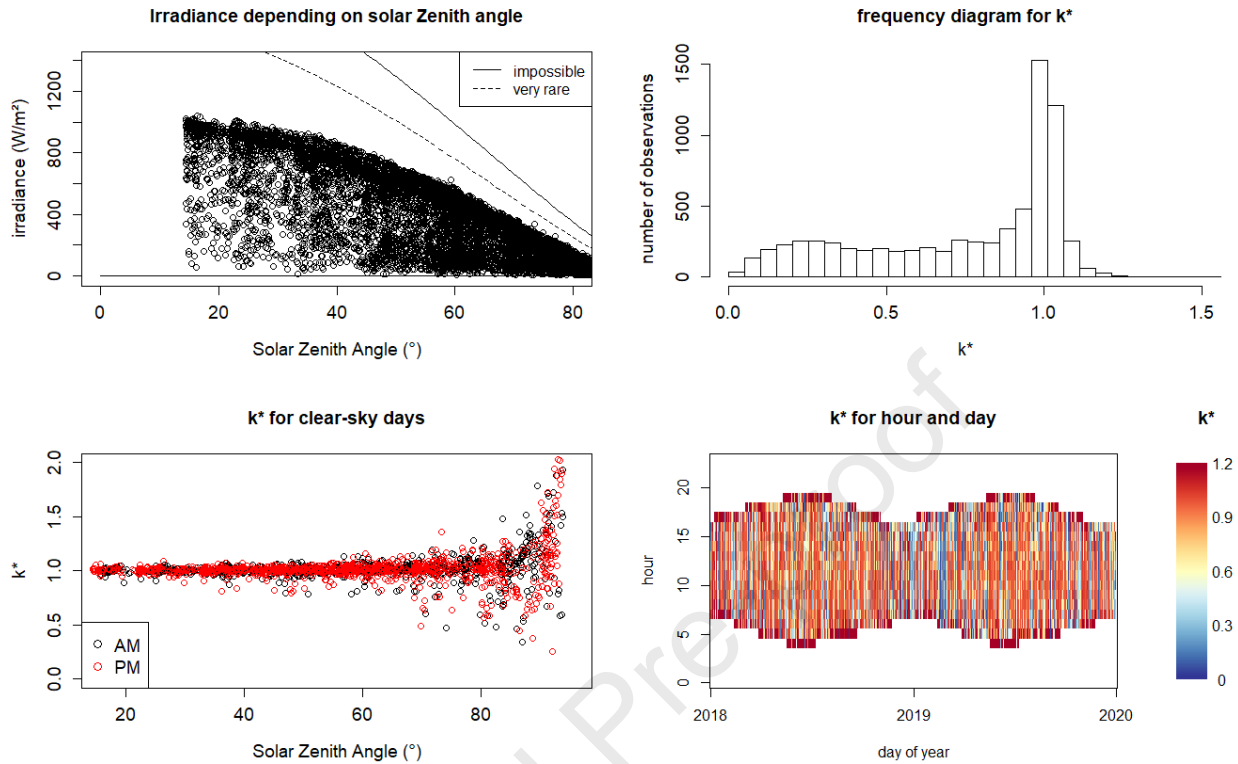 Irradiance depending on solar Zenith angle
irradiance (W/m²)
1200
800
400
0
impossible
very rare
0 20 40 60 80
Solar Zenith Angle (°)
frequency diagram for k*
number of observations
1500
1000
500
0
0.0 0.5 1.0 1.5
k*
k* for clear-sky days
k*
2.0
1.5
1.0
0.5
0.0
AM
PM
20 40 60 80
Solar Zenith Angle (°)
k* for hour and day
hour
20
15
10
5
0
2018 2019 2020
day of year
k*
1.2
0.9
0.6
0.3
0
l Pre-proof